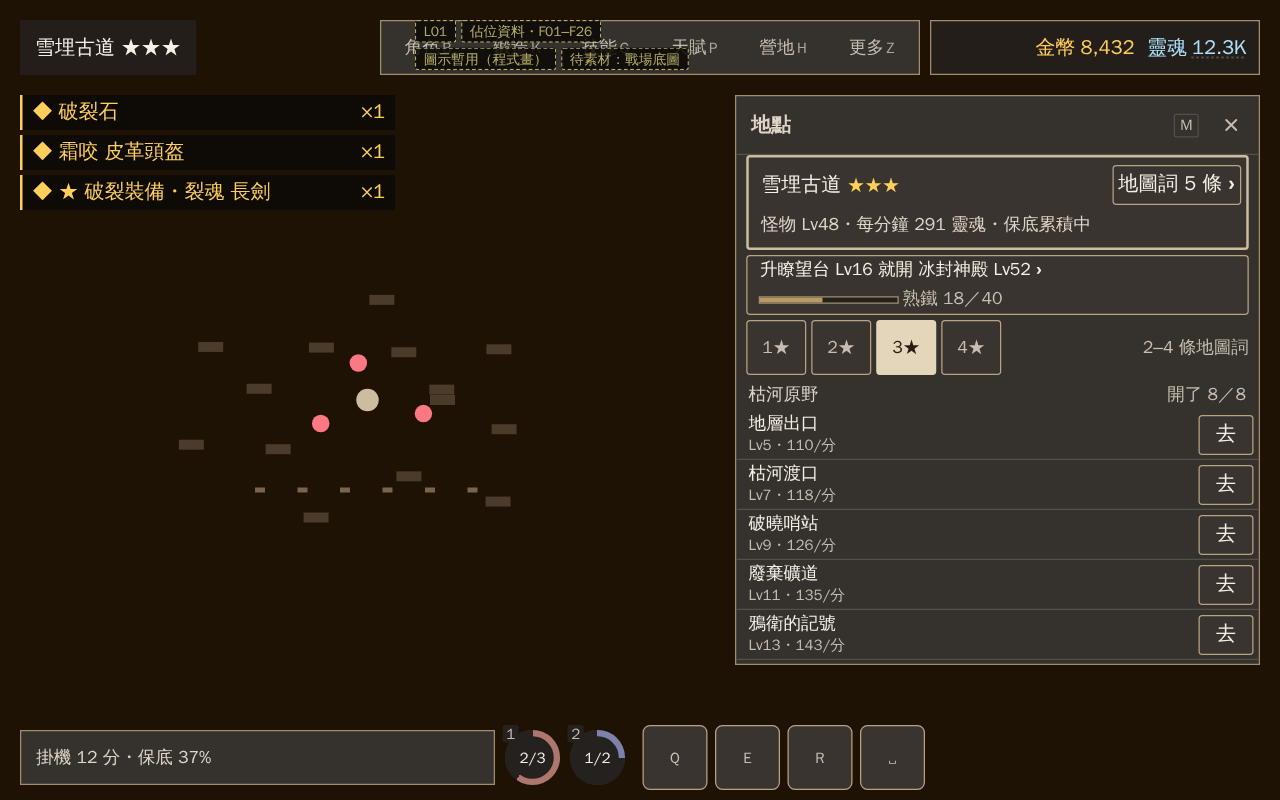 雪埋古道 ★★★
L01 佔位資料・F01—F26
圖示暫用（程式畫） 待素材：戰場底圖
天賦 P 營地 H 更多 Z
金幣 8,432 靈魂 12.3K
◆ 破裂石 ×1
◆ 霜咬 皮革頭盔 ×1
◆ ★ 破裂裝備・裂魂 長劍 ×1
地點 M ✕
雪埋古道 ★★★ 地圖詞 5 條 ›
怪物 Lv48・每分鐘 291 靈魂・保底累積中
升瞭望台 Lv16 就開 冰封神殿 Lv52 ›
熟鐵 18／40
1★ 2★ 3★ 4★ 2—4 條地圖詞
枯河原野 開了 8／8
地層出口 去
Lv5・110/分
枯河渡口 去
Lv7・118/分
破曉哨站 去
Lv9・126/分
廢棄礦道 去
Lv11・135/分
鴉衛的記號 去
Lv13・143/分
掛機 12 分・保底 37%
1 2/3 2 1/2 Q E R ⎵